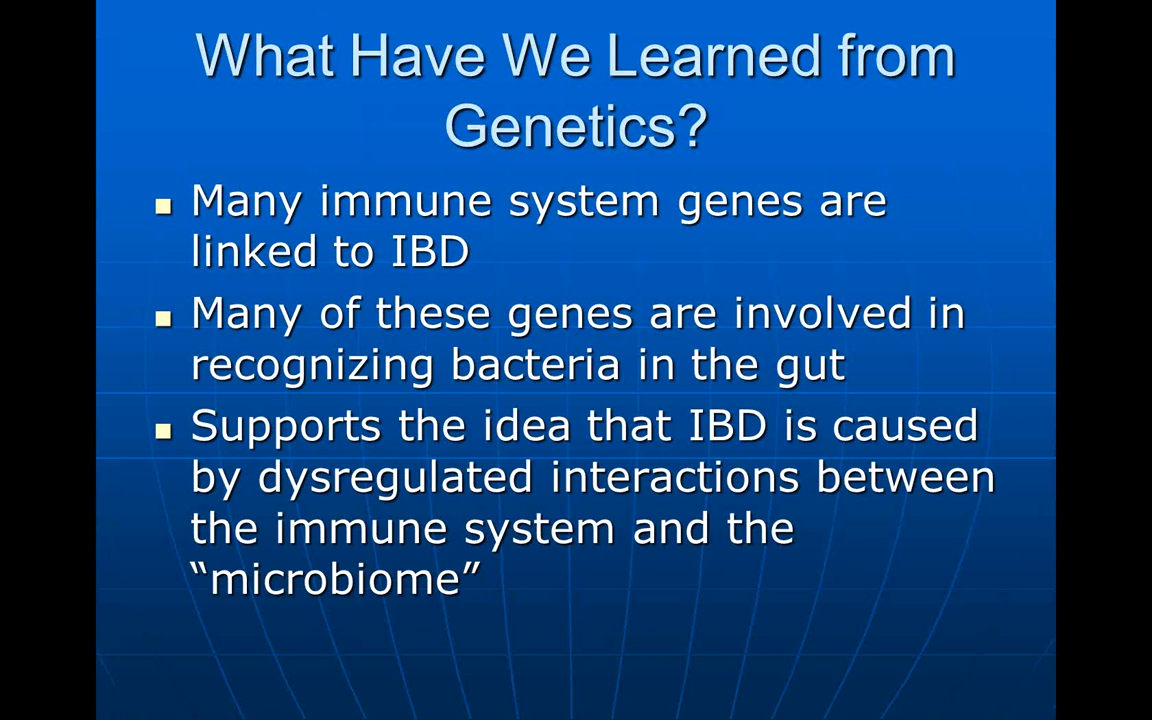 What Have We Learned from
Genetics?
Many immune system genes are
linked to IBD
Many of these genes are involved in
recognizing bacteria in the gut
Supports the idea that IBD is caused
by dysregulated interactions between
the immune system and the
“microbiome”